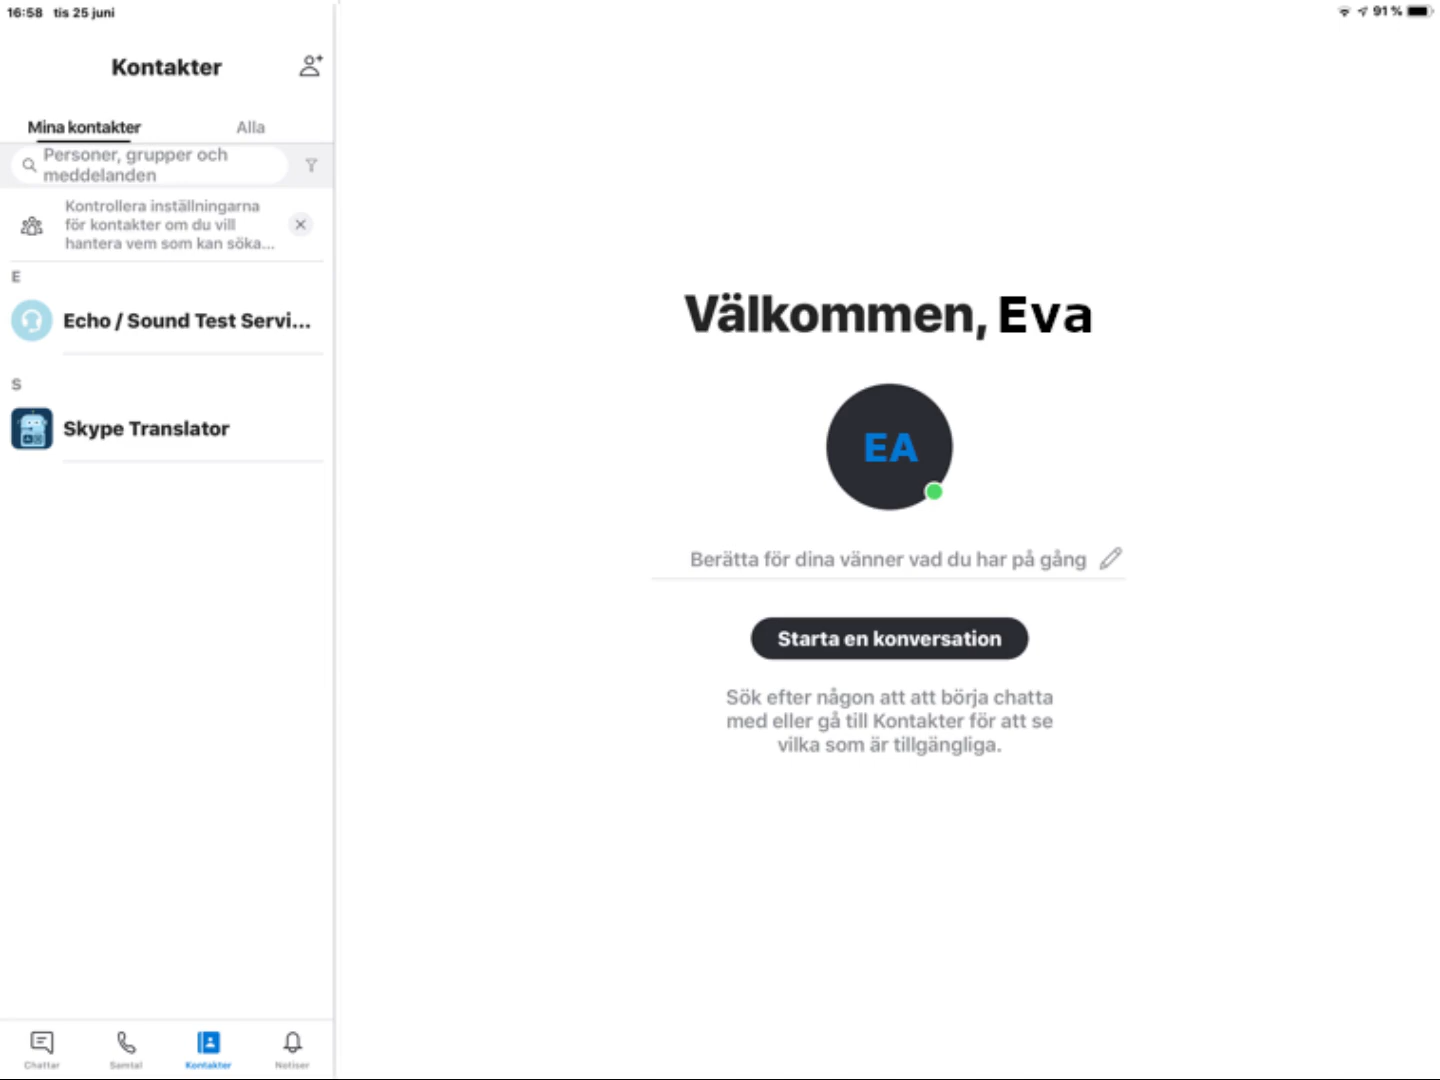 16:58 tis 25 juni
91 %
Kontakter
Mina kontakter
Alla
Personer, grupper och
meddelanden
Kontrollera inställningarna
för kontakter om du vill
hantera vem som kan söka...
E
Echo / Sound Test Servi...
S
Skype Translator
Välkommen, Eva
EA
Berätta för dina vänner vad du har på gång
Starta en konversation
Sök efter någon att att börja chatta
med eller gå till Kontakter för att se
vilka som är tillgängliga.
Chattar
Samtal
Kontakter
Notiser